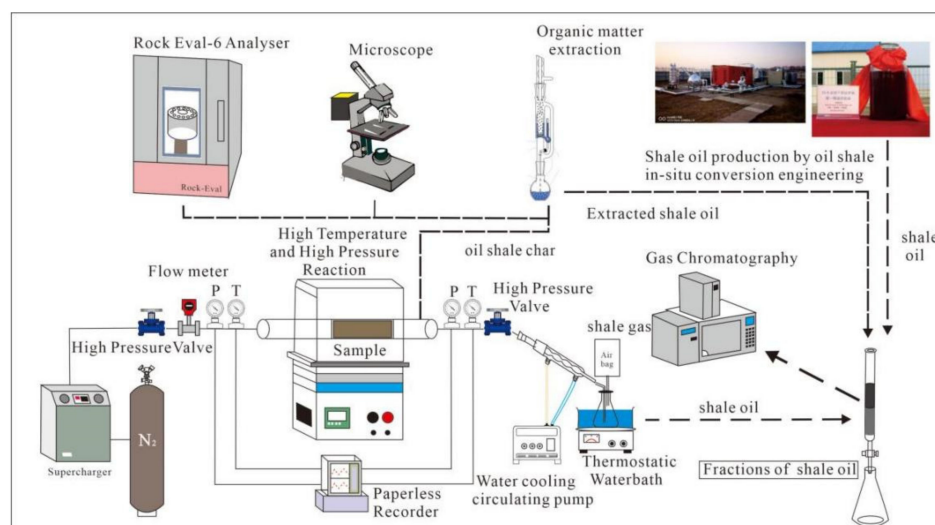 Rock Eval-6 Analyser
Microscope
Organic matter
extraction
Rock-Eval
Shale oil production by oil shale
in-situ conversion engineering
Extracted shale oil
shale
oil
High Temperature
and High Pressure
Reaction
oil shale char
Gas Chromatography
Flow meter
P T
P T
High Pressure
Valve
shale gas
High Pressure Valve
Sample
Air
bag
N₂
shale oil
Supercharger
Water cooling
circulating pump
Thermostatic
Waterbath
Fractions of shale oil
Paperless
Recorder